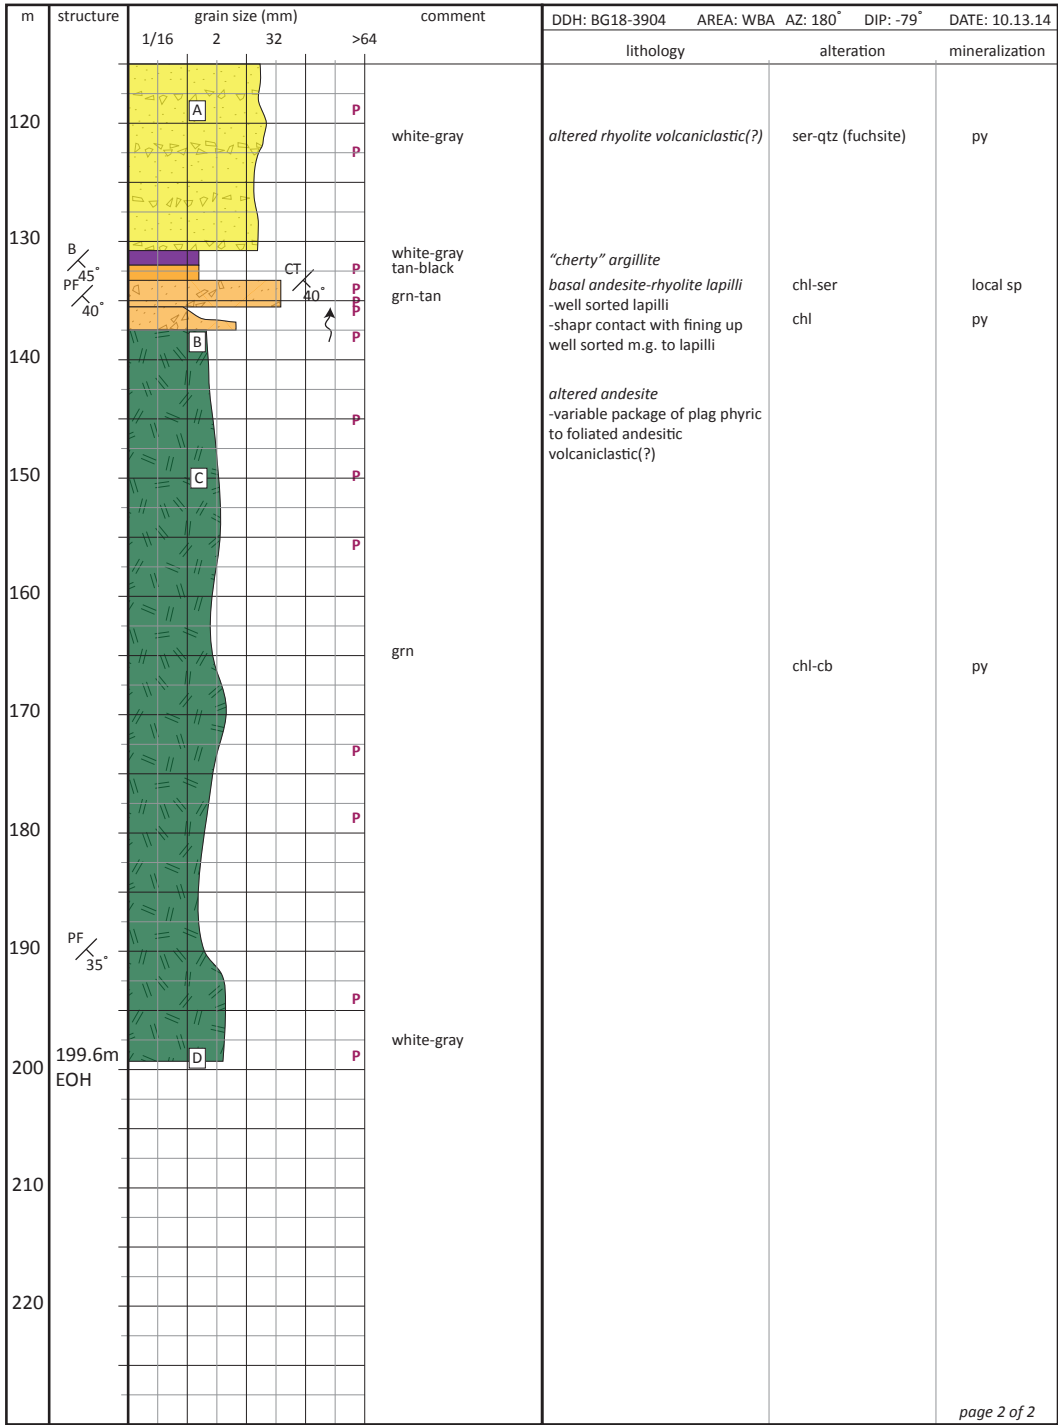 m structure grain size (mm) comment
1/16 2 32 >64
DDH: BG18-3904 AREA: WBA AZ: 180° DIP: -79° DATE: 10.13.14
lithology alteration mineralization
A
P
120
white-gray altered rhyolite volcaniclastic(?) ser-qtz (fuchsite) py
P
130
B
45°
white-gray
"cherty" argillite
P
tan-black
CT
40°
PF
40°
basal andesite-rhyolite lapilli chl-ser local sp
P
grn-tan
P
-well sorted lapilli
P
-shapr contact with fining up chl py
well sorted m.g. to lapilli
B
P
140
altered andesite
-variable package of plag phyric
to foliated andesitic
volcaniclastic(?)
P
150
C
P
P
160
grn
chl-cb py
170
P
180
P
190
PF
35°
P
white-gray
199.6m
EOH
D
P
200
210
220
page 2 of 2